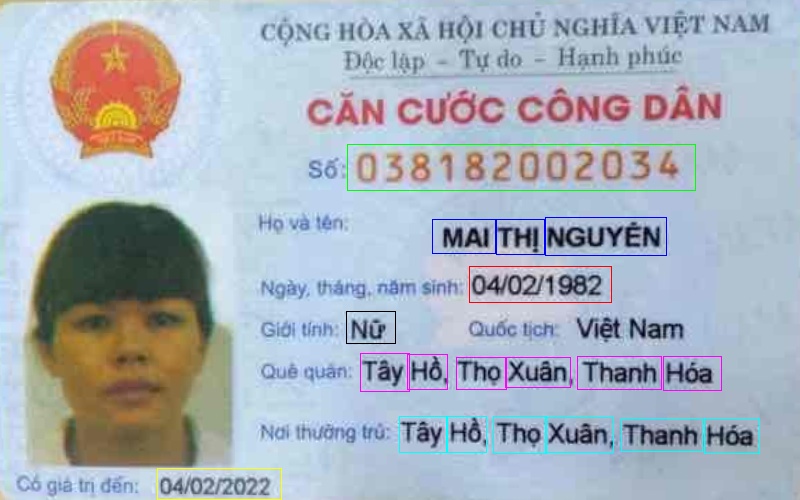 CỘNG HÒA XÃ HỘI CHỦ NGHĨA VIỆT NAM
Độc lập - Tự do - Hạnh phúc
CĂN CƯỚC CÔNG DÂN
Số: 038182002034
Họ và tên: MAI THỊ NGUYÊN
Ngày, tháng, năm sinh: 04/02/1982
Giới tính: Nữ Quốc tịch: Việt Nam
Quê quán: Tây Hồ, Thọ Xuân, Thanh Hóa
Nơi thường trú: Tây Hồ, Thọ Xuân, Thanh Hóa
Có giá trị đến: 04/02/2022